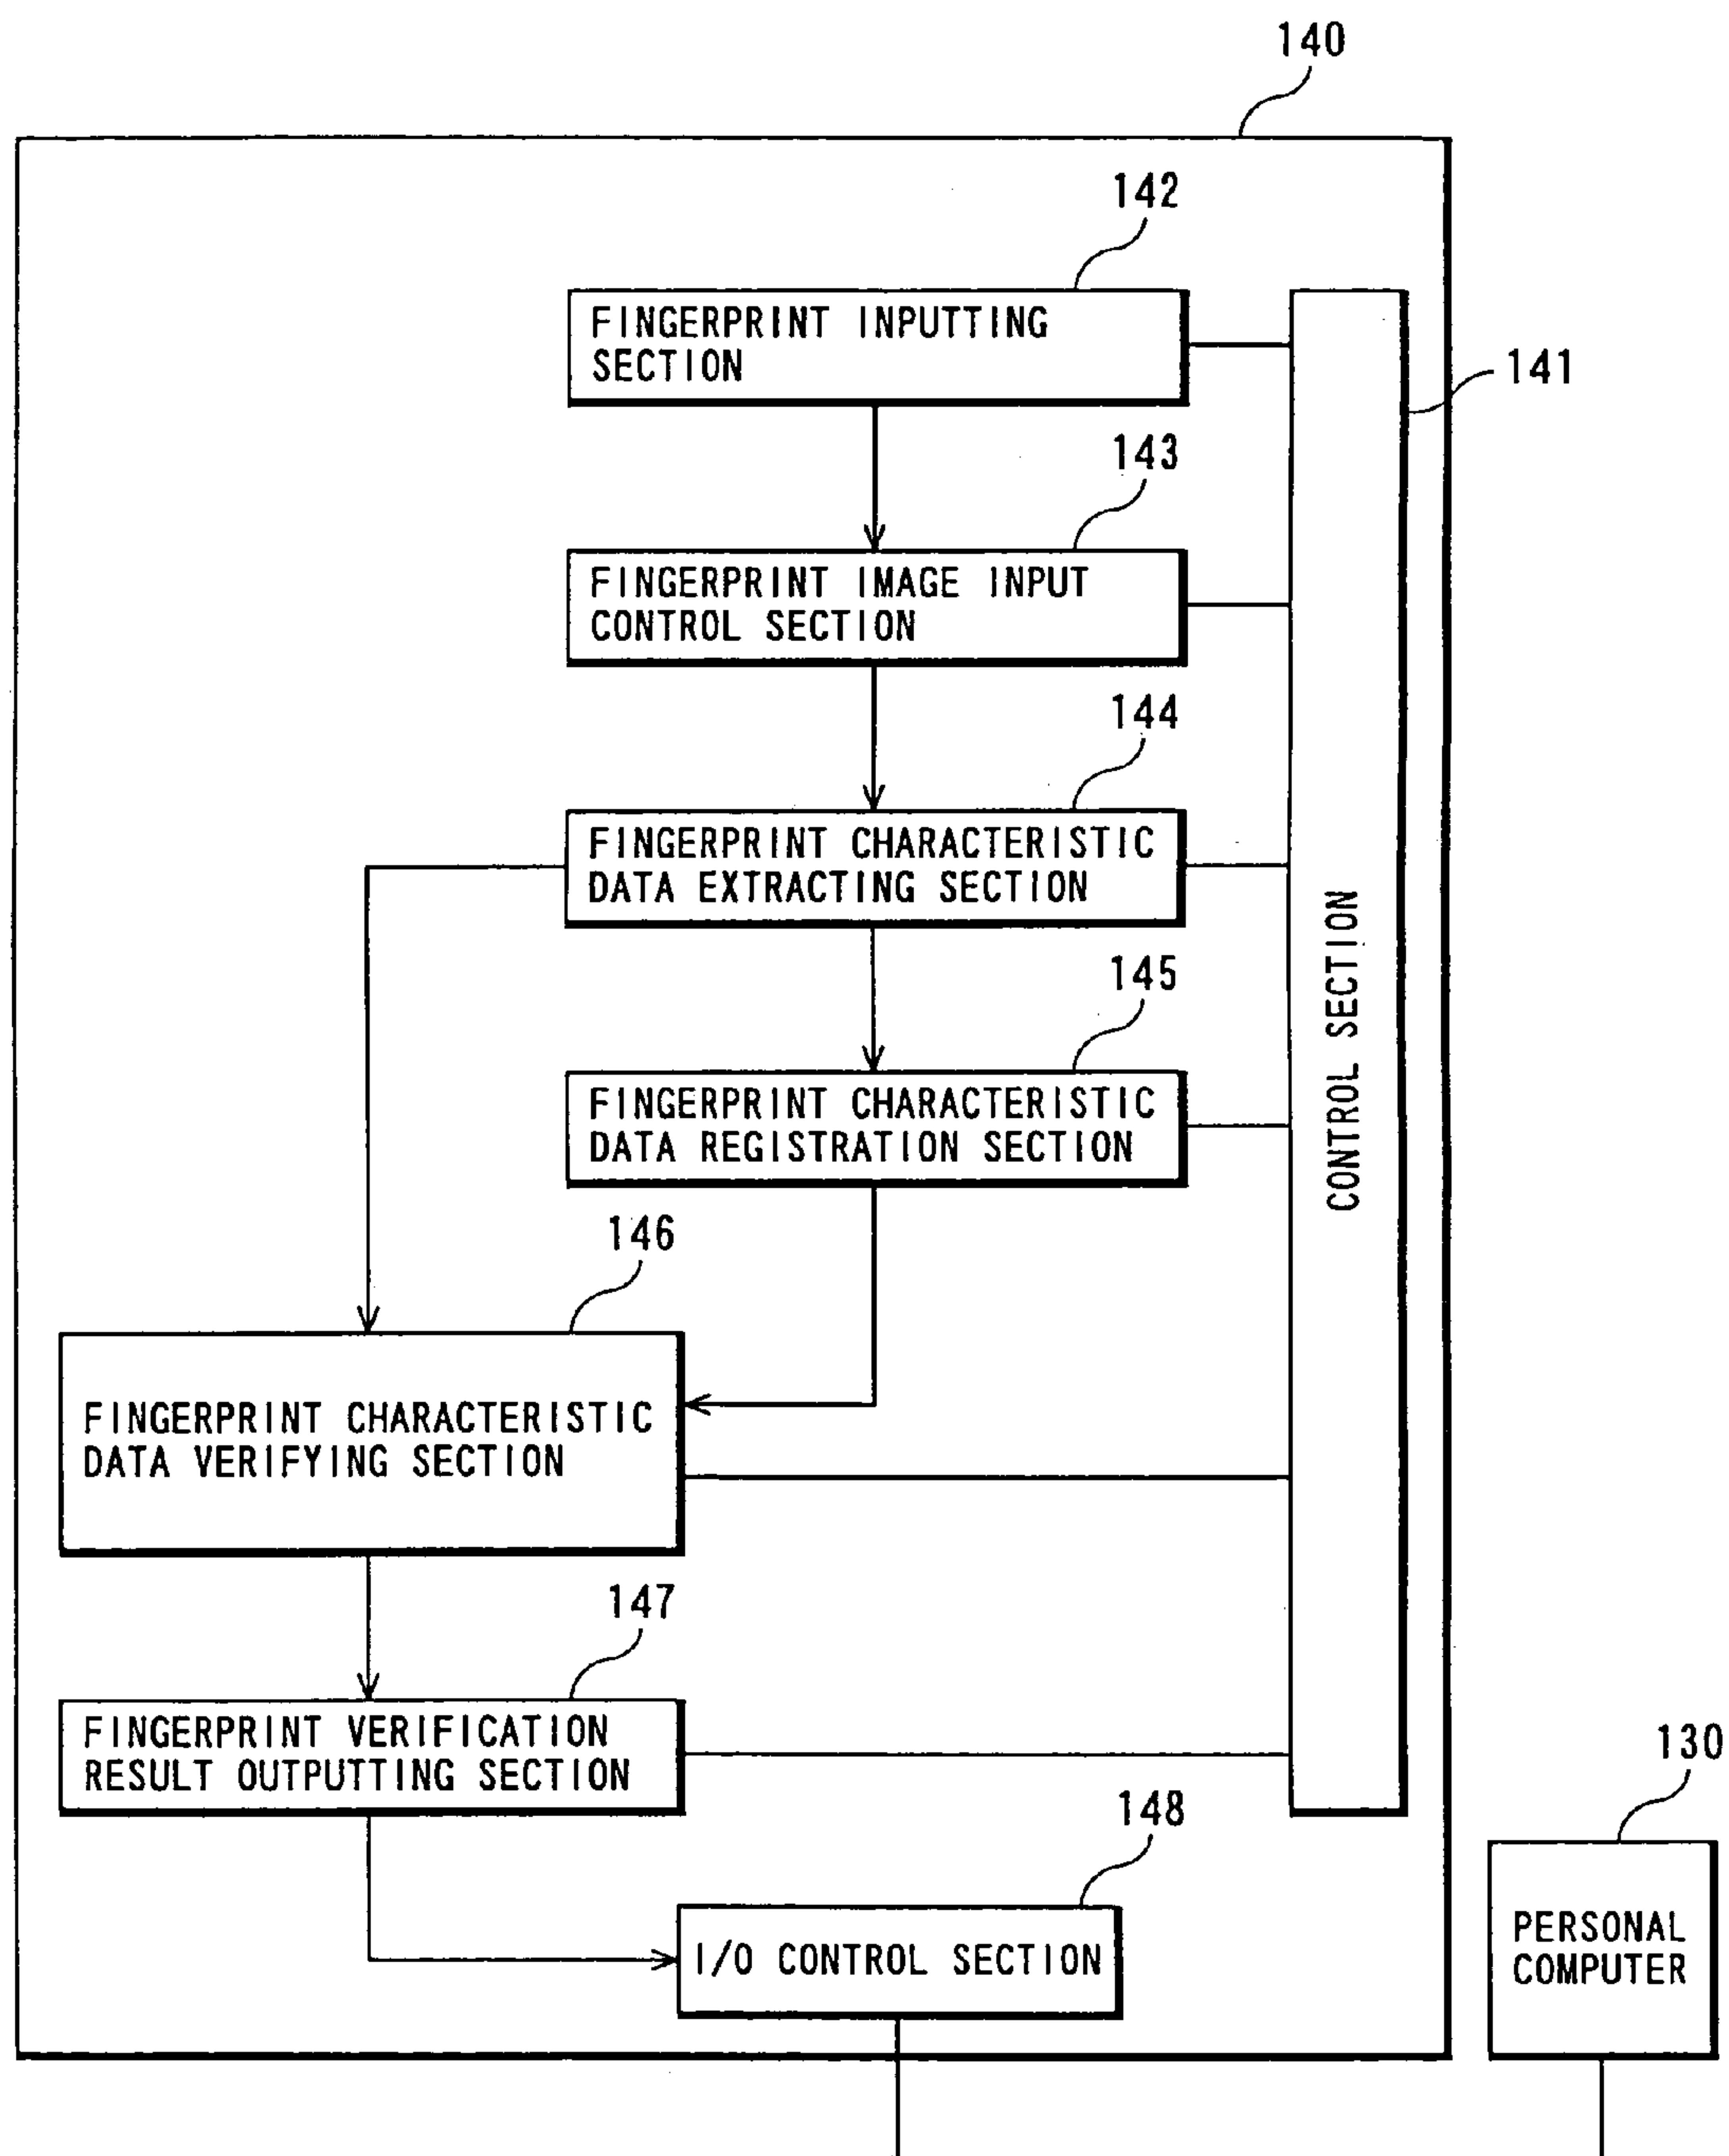 140
142
FINGERPRINT INPUTTING
SECTION
141
143
FINGERPRINT IMAGE INPUT
CONTROL SECTION
144
FINGERPRINT CHARACTERISTIC
DATA EXTRACTING SECTION
CONTROL SECTION
145
FINGERPRINT CHARACTERISTIC
DATA REGISTRATION SECTION
146
FINGERPRINT CHARACTERISTIC
DATA VERIFYING SECTION
147
FINGERPRINT VERIFICATION
RESULT OUTPUTTING SECTION
130
148
I/O CONTROL SECTION
PERSONAL
COMPUTER